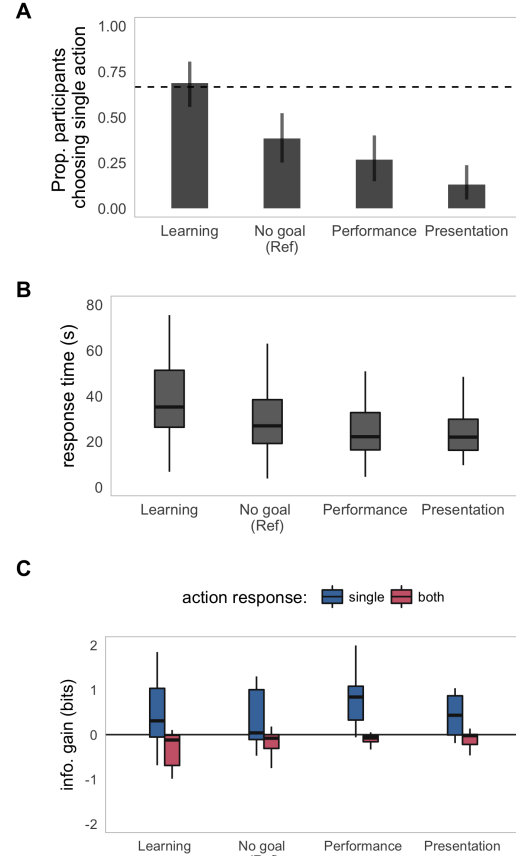 A
Prop. participants
choosing single action
1.00
0.75
0.50
0.25
0.00
Learning
No goal
(Ref)
Performance
Presentation
B
response time (s)
80
60
40
20
0
Learning
No goal
(Ref)
Performance
Presentation
C
action response: single both
info. gain (bits)
2
1
0
-1
-2
Learning
No goal
(Ref)
Performance
Presentation